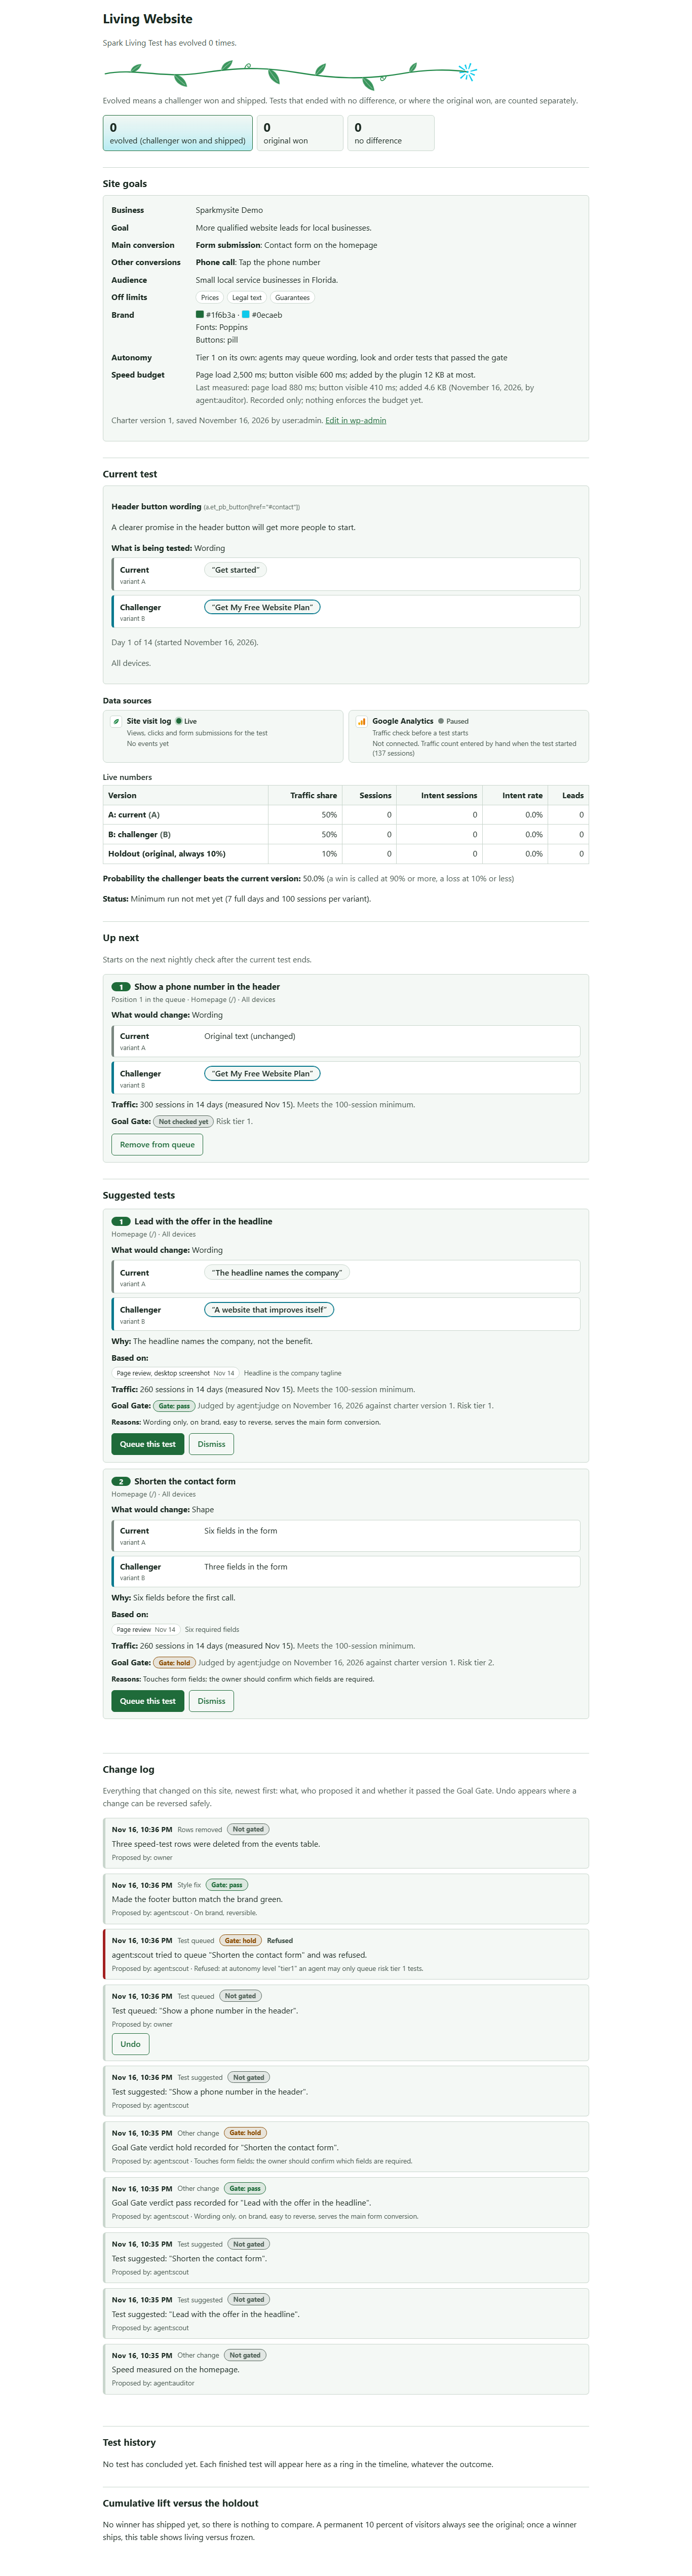 Living Website
Spark Living Test has evolved 0 times.
Evolved means a challenger won and shipped. Tests that ended with no difference, or where the original won, are counted separately.
0
evolved (challenger won and shipped)
0
original won
0
no difference
Site goals
Business Sparkmysite Demo
Goal More qualified website leads for local businesses.
Main conversion Form submission: Contact form on the homepage
Other conversions Phone call: Tap the phone number
Audience Small local service businesses in Florida.
Off limits Prices Legal text Guarantees
Brand #1f6b3a · #0ecaeb
Fonts: Poppins
Buttons: pill
Autonomy Tier 1 on its own: agents may queue wording, look and order tests that passed the gate
Speed budget Page load 2,500 ms; button visible 600 ms; added by the plugin 12 KB at most.
Last measured: page load 880 ms; button visible 410 ms; added 4.6 KB (November 16, 2026, by
agent:auditor). Recorded only; nothing enforces the budget yet.
Charter version 1, saved November 16, 2026 by user:admin. Edit in wp-admin
Current test
Header button wording (a.et_pb_button[href="#contact"])
A clearer promise in the header button will get more people to start.
What is being tested: Wording
Current "Get started"
variant A
Challenger "Get My Free Website Plan"
variant B
Day 1 of 14 (started November 16, 2026).
All devices.
Data sources
Site visit log Live
Views, clicks and form submissions for the test
No events yet
Google Analytics Paused
Traffic check before a test starts
Not connected. Traffic count entered by hand when the test started
(137 sessions)
Live numbers
Version Traffic share Sessions Intent sessions Intent rate Leads
A: current (A) 50% 0 0 0.0% 0
B: challenger (B) 50% 0 0 0.0% 0
Holdout (original, always 10%) 10% 0 0 0.0% 0
Probability the challenger beats the current version: 50.0% (a win is called at 90% or more, a loss at 10% or less)
Status: Minimum run not met yet (7 full days and 100 sessions per variant).
Up next
Starts on the next nightly check after the current test ends.
1 Show a phone number in the header
Position 1 in the queue · Homepage (/) · All devices
What would change: Wording
Current Original text (unchanged)
variant A
Challenger "Get My Free Website Plan"
variant B
Traffic: 300 sessions in 14 days (measured Nov 15). Meets the 100-session minimum.
Goal Gate: Not checked yet Risk tier 1.
Remove from queue
Suggested tests
1 Lead with the offer in the headline
Homepage (/) · All devices
What would change: Wording
Current "The headline names the company"
variant A
Challenger "A website that improves itself"
variant B
Why: The headline names the company, not the benefit.
Based on:
Page review, desktop screenshot Nov 14 Headline is the company tagline
Traffic: 260 sessions in 14 days (measured Nov 15). Meets the 100-session minimum.
Goal Gate: Gate: pass Judged by agent:judge on November 16, 2026 against charter version 1. Risk tier 1.
Reasons: Wording only, on brand, easy to reverse, serves the main form conversion.
Queue this test Dismiss
2 Shorten the contact form
Homepage (/) · All devices
What would change: Shape
Current Six fields in the form
variant A
Challenger Three fields in the form
variant B
Why: Six fields before the first call.
Based on:
Page review Nov 14 Six required fields
Traffic: 260 sessions in 14 days (measured Nov 15). Meets the 100-session minimum.
Goal Gate: Gate: hold Judged by agent:judge on November 16, 2026 against charter version 1. Risk tier 2.
Reasons: Touches form fields; the owner should confirm which fields are required.
Queue this test Dismiss
Change log
Everything that changed on this site, newest first: what, who proposed it and whether it passed the Goal Gate. Undo appears where a
change can be reversed safely.
Nov 16, 10:36 PM Rows removed Not gated
Three speed-test rows were deleted from the events table.
Proposed by: owner
Nov 16, 10:36 PM Style fix Gate: pass
Made the footer button match the brand green.
Proposed by: agent:scout · On brand, reversible.
Nov 16, 10:36 PM Test queued Gate: hold Refused
agent:scout tried to queue "Shorten the contact form" and was refused.
Proposed by: agent:scout · Refused: at autonomy level "tier1" an agent may only queue risk tier 1 tests.
Nov 16, 10:36 PM Test queued Not gated
Test queued: "Show a phone number in the header".
Proposed by: owner
Undo
Nov 16, 10:36 PM Test suggested Not gated
Test suggested: "Show a phone number in the header".
Proposed by: agent:scout
Nov 16, 10:35 PM Other change Gate: hold
Goal Gate verdict hold recorded for "Shorten the contact form".
Proposed by: agent:scout · Touches form fields; the owner should confirm which fields are required.
Nov 16, 10:35 PM Other change Gate: pass
Goal Gate verdict pass recorded for "Lead with the offer in the headline".
Proposed by: agent:scout · Wording only, on brand, easy to reverse, serves the main form conversion.
Nov 16, 10:35 PM Test suggested Not gated
Test suggested: "Shorten the contact form".
Proposed by: agent:scout
Nov 16, 10:35 PM Test suggested Not gated
Test suggested: "Lead with the offer in the headline".
Proposed by: agent:scout
Nov 16, 10:35 PM Other change Not gated
Speed measured on the homepage.
Proposed by: agent:auditor
Test history
No test has concluded yet. Each finished test will appear here as a ring in the timeline, whatever the outcome.
Cumulative lift versus the holdout
No winner has shipped yet, so there is nothing to compare. A permanent 10 percent of visitors always see the original; once a winner
ships, this table shows living versus frozen.